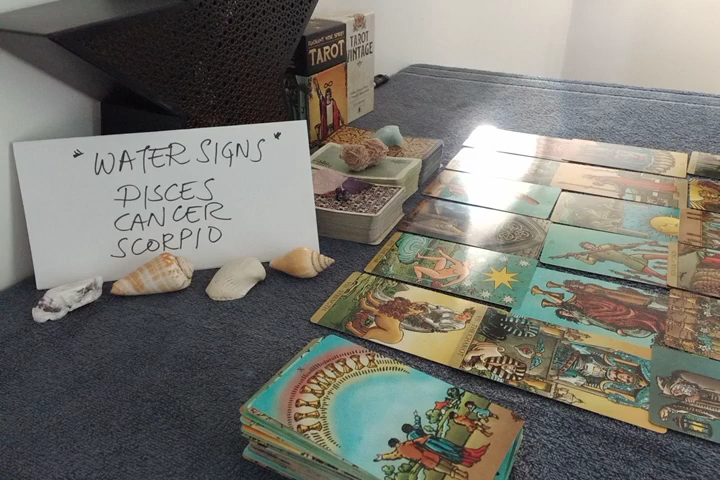 " WATER SIGNS "
PISCES
CANCER
SCORPIO
TAROT
TAROT
VINTAGE